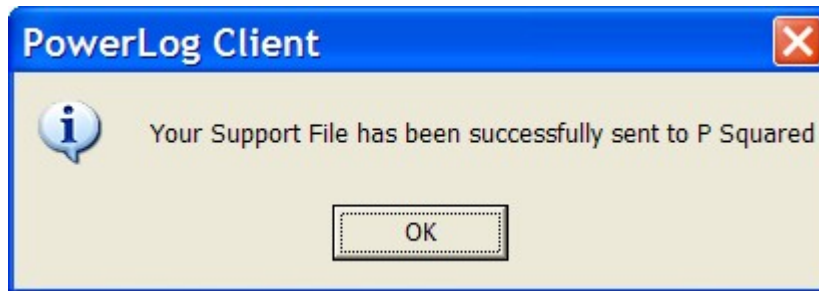 PowerLog Client
Your Support File has been successfully sent to P Squared
OK